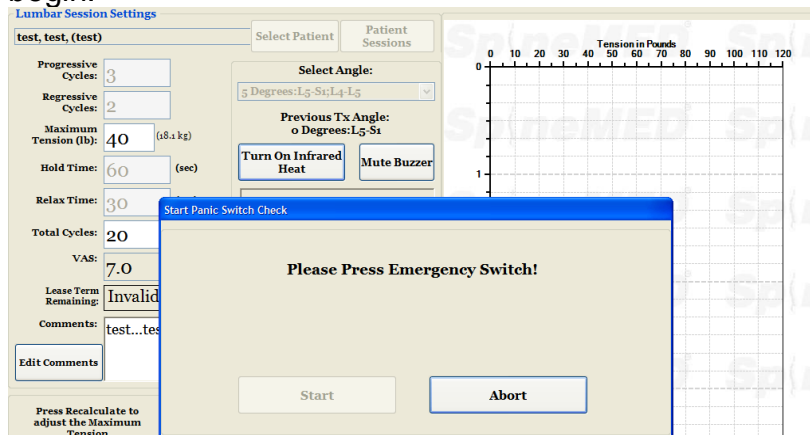 begin.
Lumbar Session Settings
test, test, (test)
Select Patient
Patient
Sessions
Progressive
Cycles:
3
Regressive
Cycles:
2
Maximum
Tension (lb):
40
(18.1 kg)
Hold Time:
60
(sec)
Relax Time:
30
Total Cycles:
20
VAS:
7.0
Lease Term
Remaining:
Invalid
Comments:
test...tes
Edit Comments
Press Recalculate to
adjust the Maximum
Tension
Select Angle:
5 Degrees:L5-S1;L4-L5
Previous Tx Angle:
0 Degrees:L5-S1
Turn On Infrared
Heat
Mute Buzzer
Start Panic Switch Check
Please Press Emergency Switch!
Start
Abort
Tension in Pounds
0 10 20 30 40 50 60 70 80 90 100 110 120
0
1
SpineMED
SpineMED
SpineMED